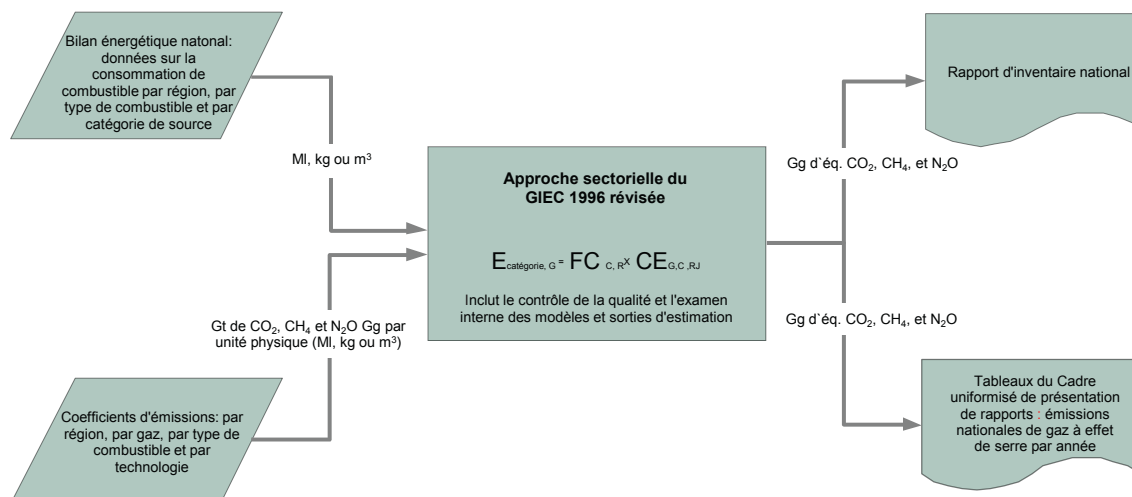 Bilan énergétique natonal:
données sur la
consommation de
combustible par région, par
type de combustible et par
catégorie de source
Ml, kg ou m³
Gt de CO₂, CH₄ et N₂O Gg par
unité physique (Ml, kg ou m³)
Coefficients d'émissions: par
région, par gaz, par type de
combustible et par
technologie
Approche sectorielle du
GIEC 1996 révisée
E catégorie, G = FC C, R X CE G,C ,RJ
Inclut le contrôle de la qualité et l'examen
interne des modèles et sorties d'estimation
Rapport d'inventaire national
Gg d`éq. CO₂, CH₄, et N₂O
Gg d`éq. CO₂, CH₄, et N₂O
Tableaux du Cadre
uniformisé de présentation
de rapports : émissions
nationales de gaz à effet
de serre par année